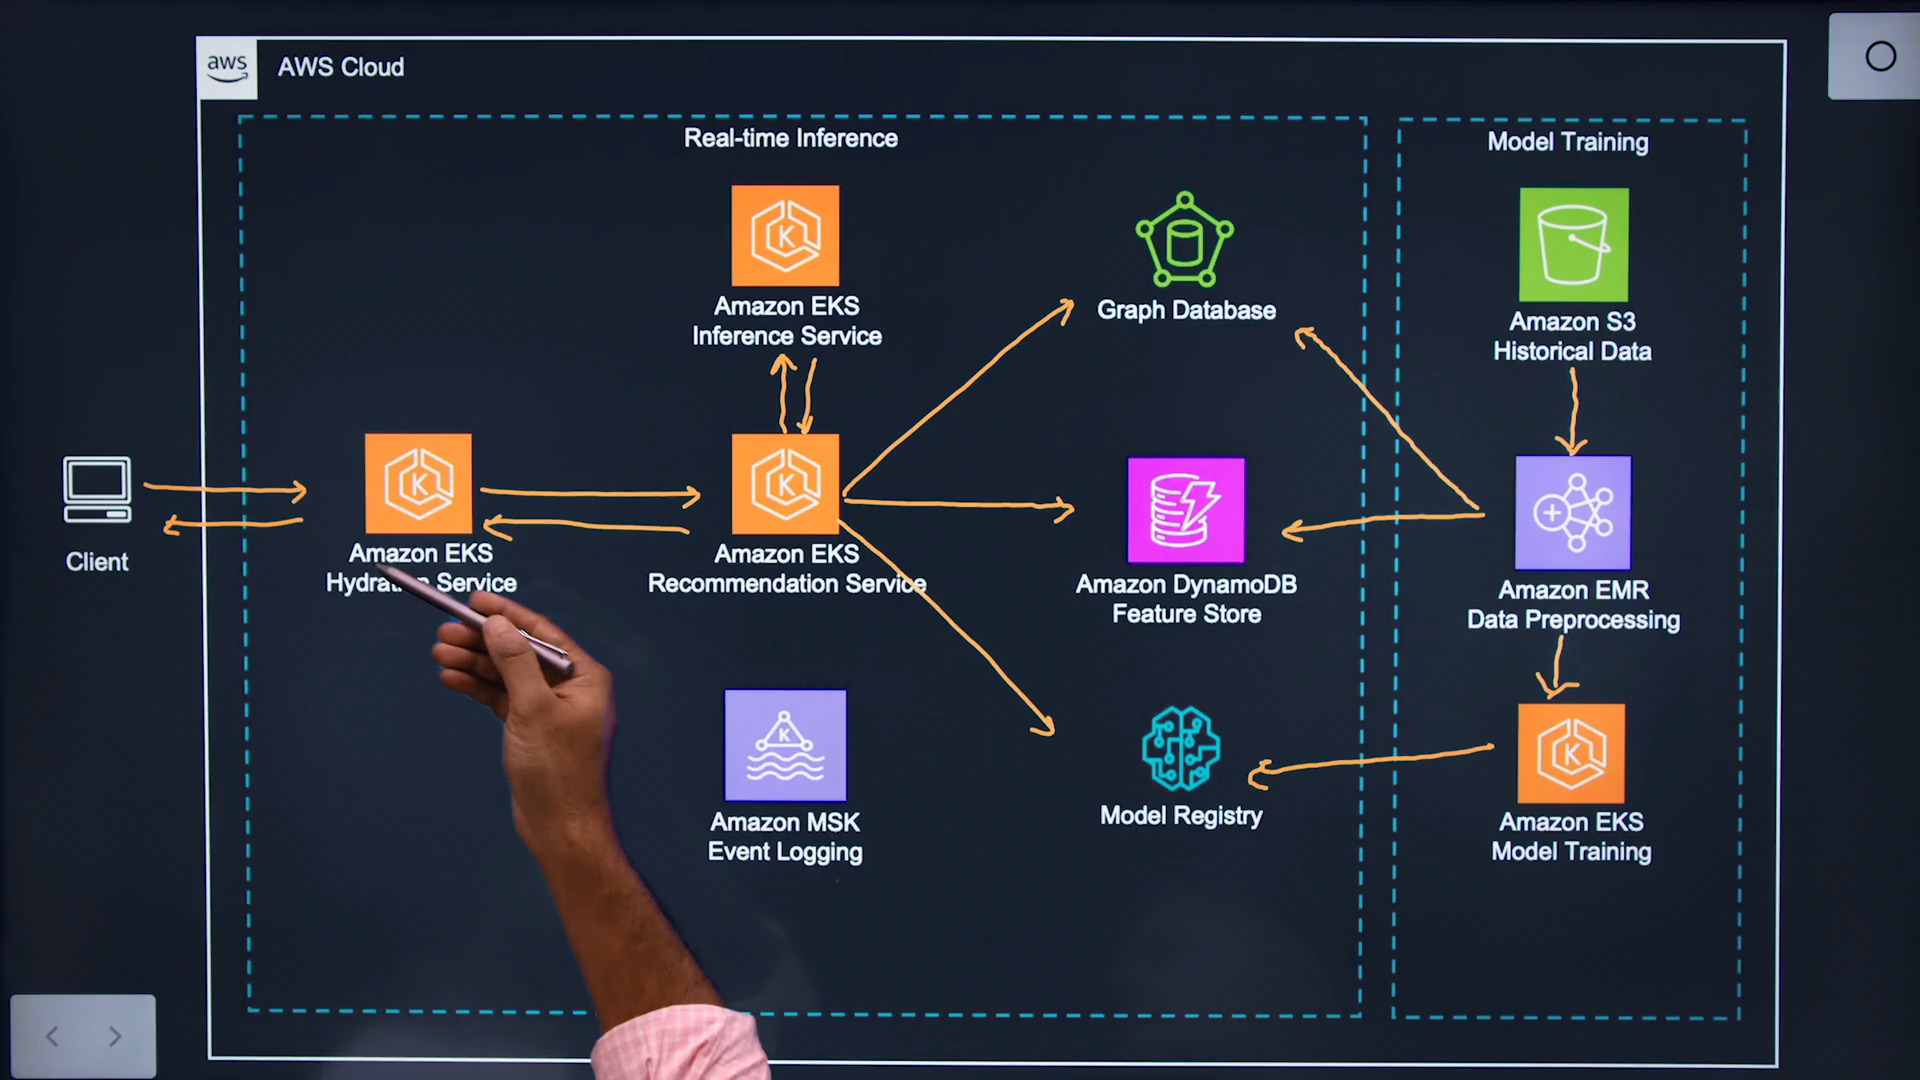 aws
AWS Cloud
Real-time Inference
Model Training
K
Amazon EKS
Inference Service
Graph Database
Amazon S3
Historical Data
Client
K
Amazon EKS
Hydration Service
K
Amazon EKS
Recommendation Service
Amazon DynamoDB
Feature Store
Amazon EMR
Data Preprocessing
K
Amazon MSK
Event Logging
Model Registry
K
Amazon EKS
Model Training